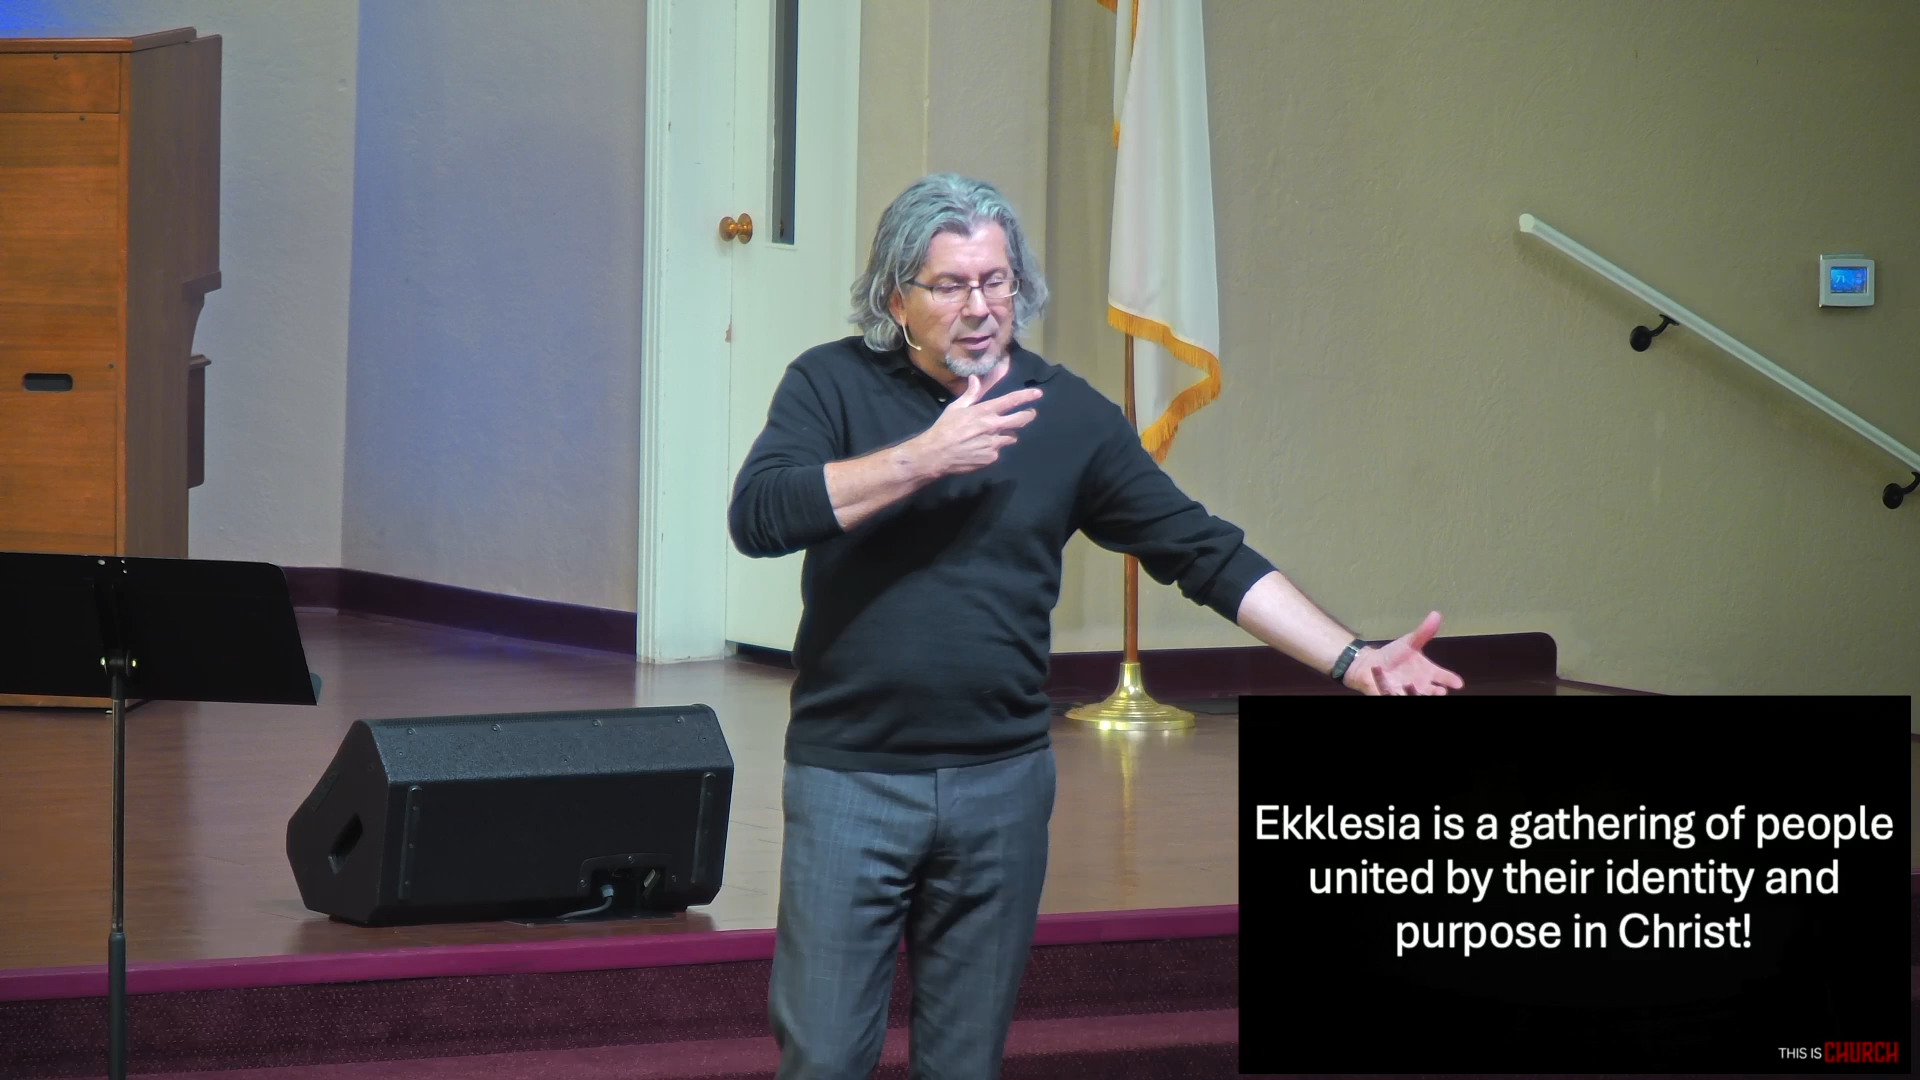 Ekklesia is a gathering of people
united by their identity and
purpose in Christ!
THIS IS CHURCH